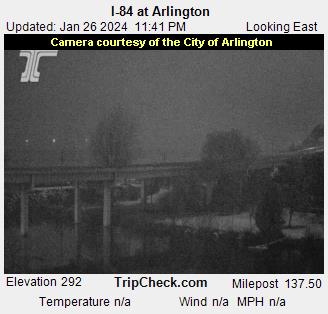 I-84 at Arlington
Updated: Jan 26 2024 11:41 PM Looking East
Camera courtesy of the City of Arlington
Elevation 292 TripCheck.com Milepost 137.50
Temperature n/a Wind n/a MPH n/a